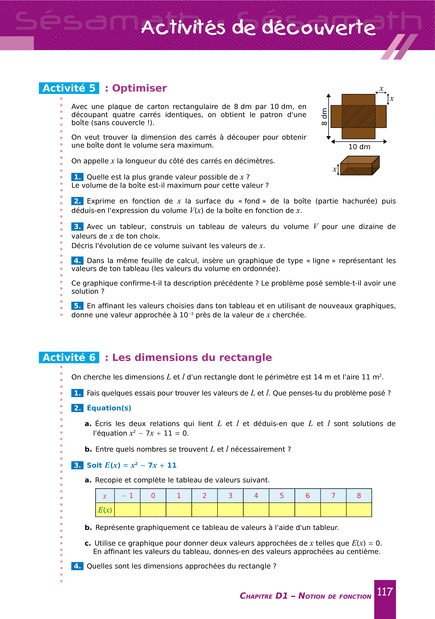 Sésamath Sésamath Sésamath
Activités de découverte
Activité 5 : Optimiser
Avec une plaque de carton rectangulaire de 8 dm par 10 dm, en
découpant quatre carrés identiques, on obtient le patron d'une
boîte (sans couvercle !).
On veut trouver la dimension des carrés à découper pour obtenir
une boîte dont le volume sera maximum.
On appelle x la longueur du côté des carrés en décimètres.
x
x
8 dm
10 dm
x
1. Quelle est la plus grande valeur possible de x ?
Le volume de la boîte est-il maximum pour cette valeur ?
2. Exprime en fonction de x la surface du « fond » de la boîte (partie hachurée) puis
déduis-en l'expression du volume V(x) de la boîte en fonction de x.
3. Avec un tableur, construis un tableau de valeurs du volume V pour une dizaine de
valeurs de x de ton choix.
Décris l'évolution de ce volume suivant les valeurs de x.
4. Dans la même feuille de calcul, insère un graphique de type « ligne » représentant les
valeurs de ton tableau (les valeurs du volume en ordonnée).
Ce graphique confirme-t-il ta description précédente ? Le problème posé semble-t-il avoir une
solution ?
5. En affinant les valeurs choisies dans ton tableau et en utilisant de nouveaux graphiques,
donne une valeur approchée à 10⁻³ près de la valeur de x cherchée.
Activité 6 : Les dimensions du rectangle
On cherche les dimensions L et l d'un rectangle dont le périmètre est 14 m et l'aire 11 m².
1. Fais quelques essais pour trouver les valeurs de L et l. Que penses-tu du problème posé ?
2. Équation(s)
a. Écris les deux relations qui lient L et l et déduis-en que L et l sont solutions de
l'équation x² − 7x + 11 = 0.
b. Entre quels nombres se trouvent L et l nécessairement ?
3. Soit E(x) = x² − 7x + 11
a. Recopie et complète le tableau de valeurs suivant.
x − 1 0 1 2 3 4 5 6 7 8
E(x)
b. Représente graphiquement ce tableau de valeurs à l'aide d'un tableur.
c. Utilise ce graphique pour donner deux valeurs approchées de x telles que E(x) = 0.
En affinant les valeurs du tableau, donnes-en des valeurs approchées au centième.
4. Quelles sont les dimensions approchées du rectangle ?
CHAPITRE D1 – NOTION DE FONCTION 117